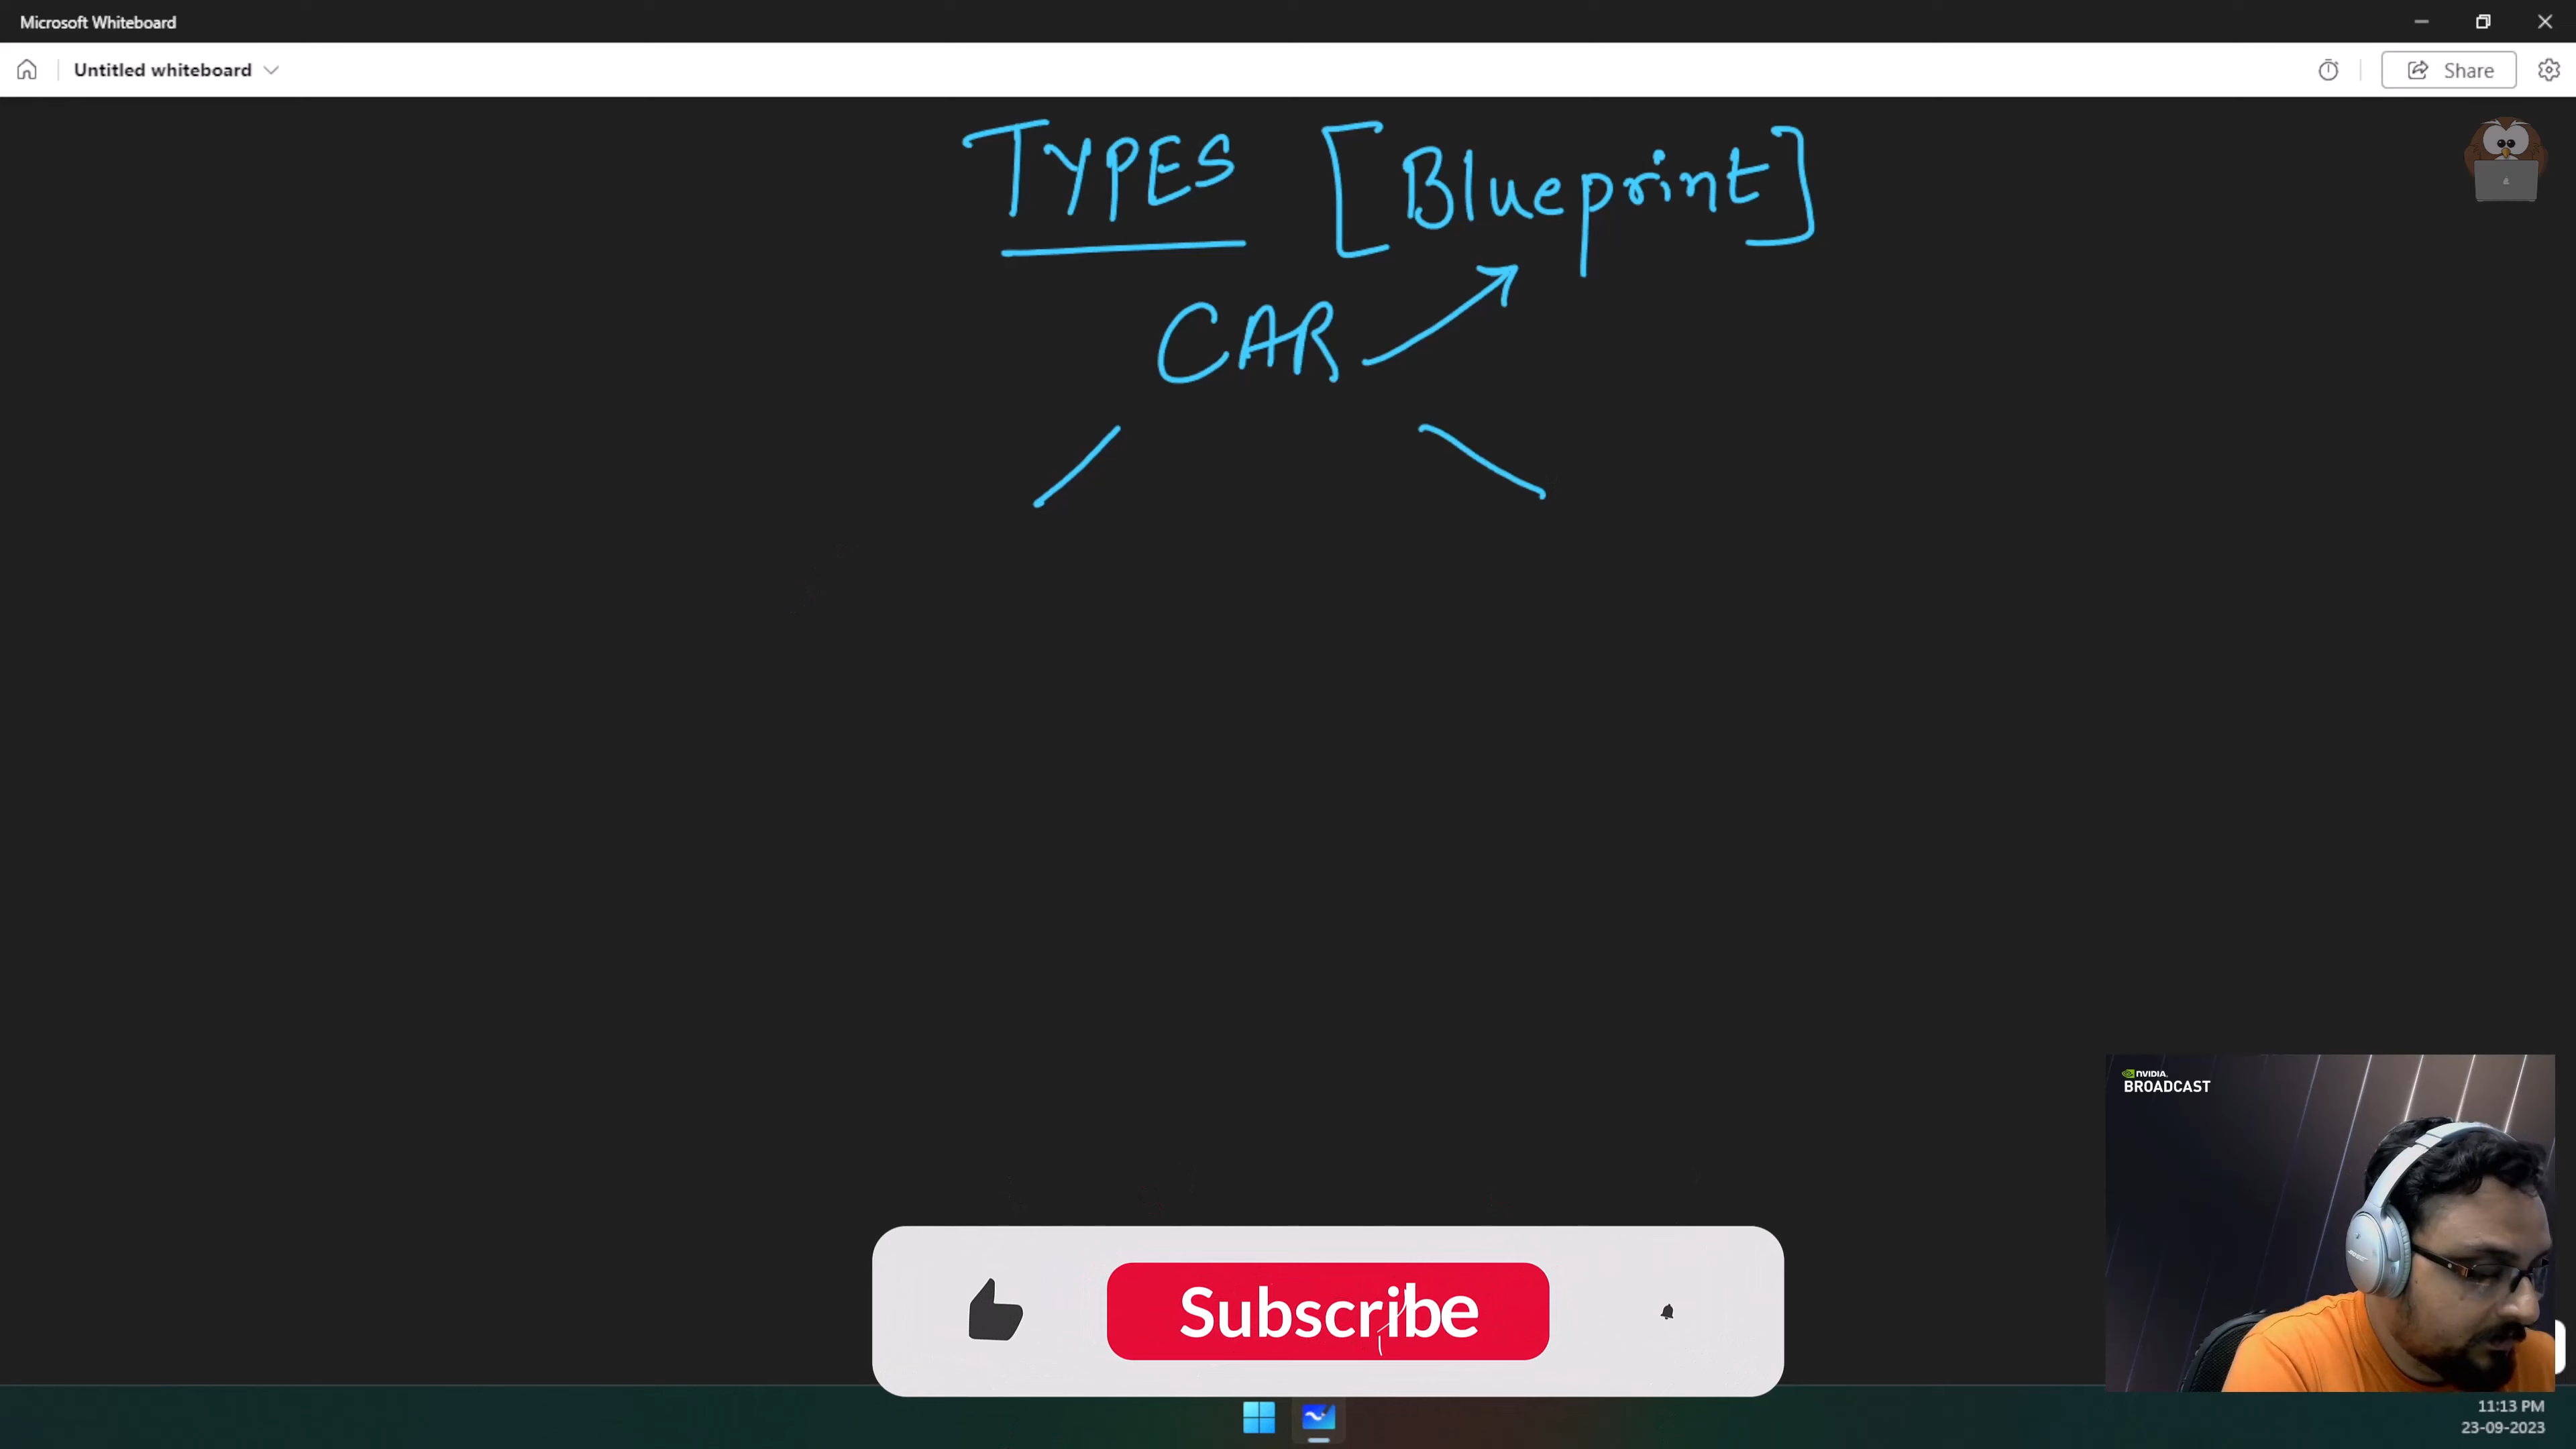 Microsoft Whiteboard
Untitled whiteboard
Share
TYPES [Blueprint]
CAR
NVIDIA.
BROADCAST
Subscribe
11:13 PM
23-09-2023